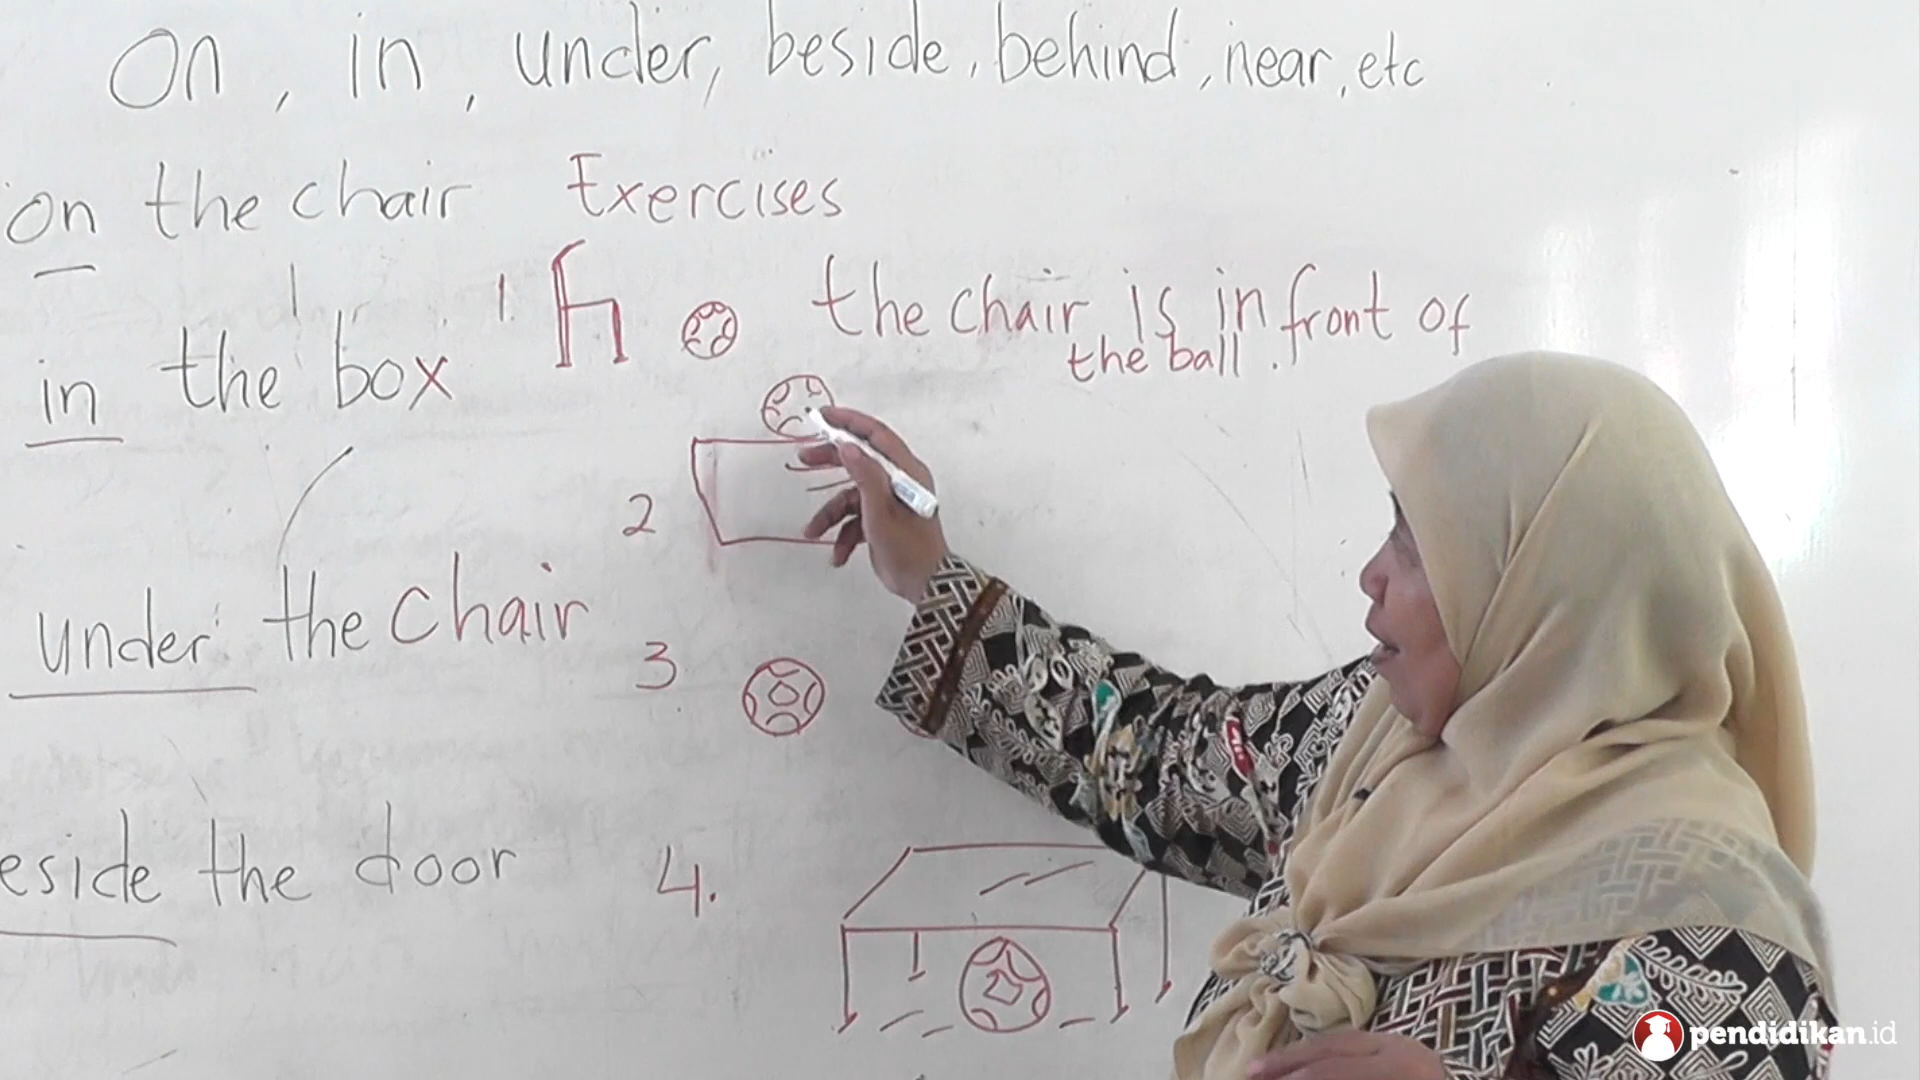 On, in, under, beside, behind, near, etc
on the chair
Exercises
in the box
1. the chair is in front of
the ball.
2
under the chair
3
eside the door
4.
pendidikan.id